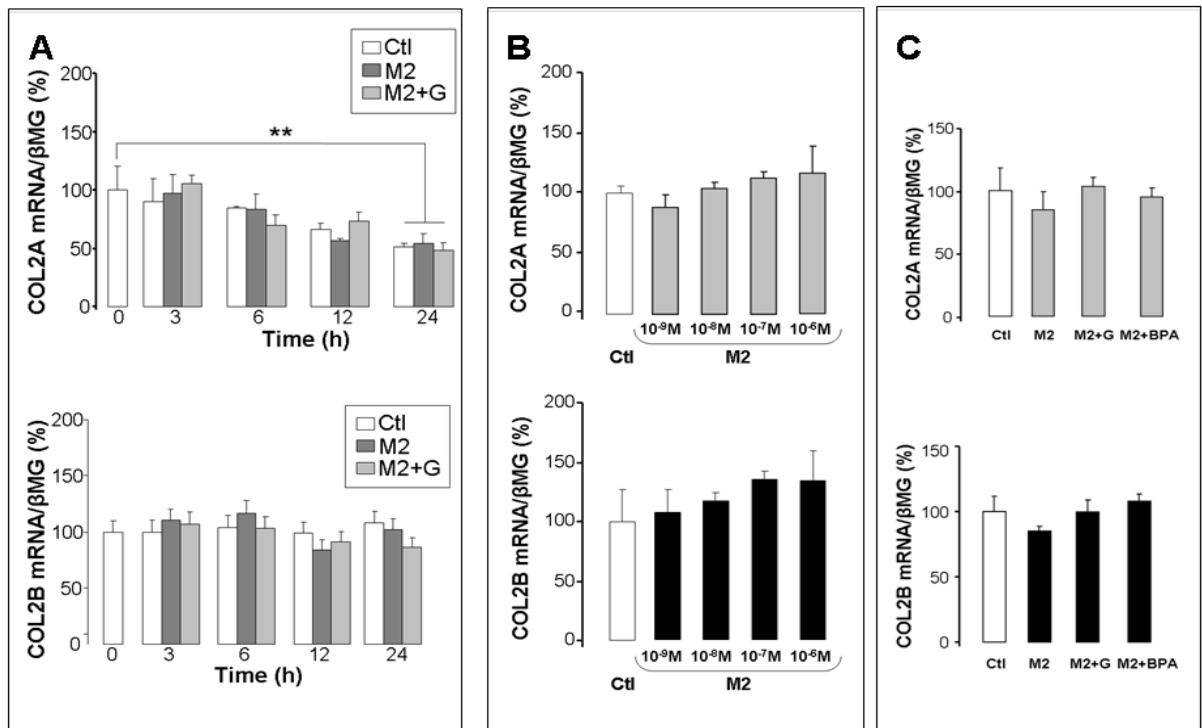 A
Ctl
M2
M2+G
COL2A mRNA/βMG (%)
200
150
100
50
0
**
0 3 6 12 24
Time (h)
Ctl
M2
M2+G
COL2B mRNA/βMG (%)
200
150
100
50
0
0 3 6 12 24
Time (h)
B
COL2A mRNA/βMG (%)
200
150
100
50
0
10⁻⁹M 10⁻⁸M 10⁻⁷M 10⁻⁶M
Ctl M2
COL2B mRNA/βMG (%)
200
150
100
50
0
10⁻⁹M 10⁻⁸M 10⁻⁷M 10⁻⁶M
Ctl M2
C
COL2A mRNA/βMG (%)
150
100
50
0
Ctl M2 M2+G M2+BPA
COL2B mRNA/βMG (%)
150
100
50
0
Ctl M2 M2+G M2+BPA